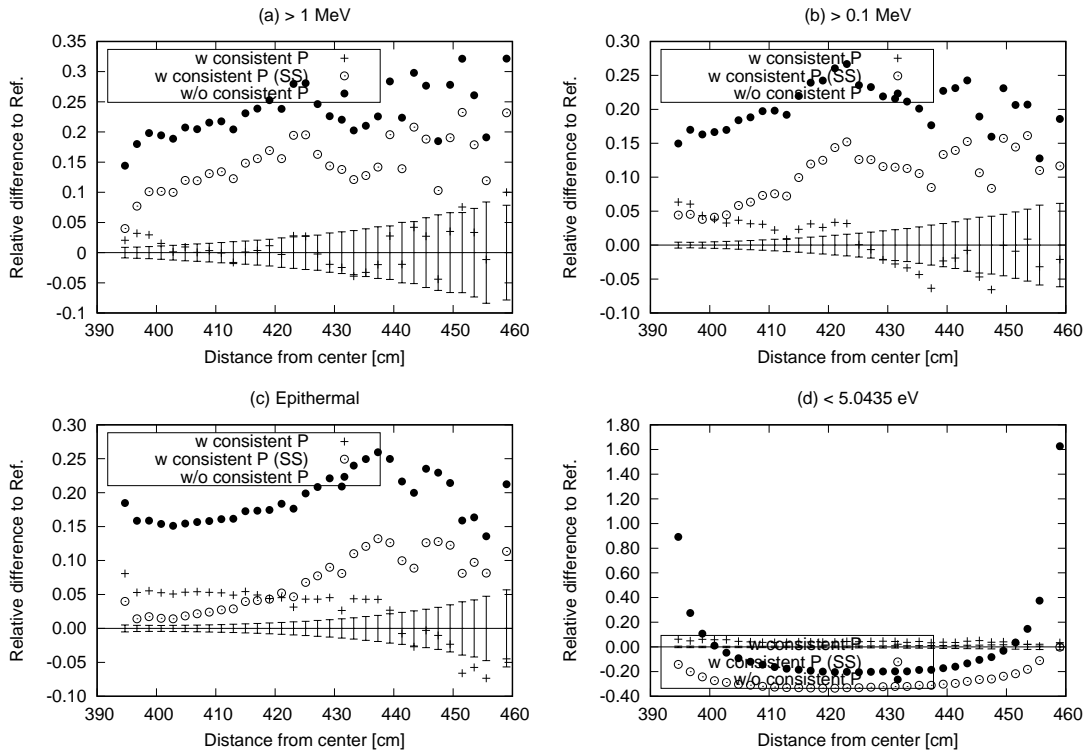 (a) > 1 MeV
0.35
0.3
0.25
0.2
0.15
0.1
0.05
0
-0.05
-0.1
390 400 410 420 430 440 450 460
Relative difference to Ref.
Distance from center [cm]
w consistent P
w consistent P (SS)
w/o consistent P
(b) > 0.1 MeV
0.30
0.25
0.20
0.15
0.10
0.05
0.00
-0.05
-0.10
390 400 410 420 430 440 450 460
Relative difference to Ref.
Distance from center [cm]
w consistent P
w consistent P (SS)
w/o consistent P
(c) Epithermal
0.30
0.25
0.20
0.15
0.10
0.05
0.00
-0.05
-0.10
390 400 410 420 430 440 450 460
Relative difference to Ref.
Distance from center [cm]
w consistent P
w consistent P (SS)
w/o consistent P
(d) < 5.0435 eV
1.80
1.60
1.40
1.20
1.00
0.80
0.60
0.40
0.20
0.00
-0.20
-0.40
390 400 410 420 430 440 450 460
Relative difference to Ref.
Distance from center [cm]
w consistent P
w consistent P (SS)
w/o consistent P